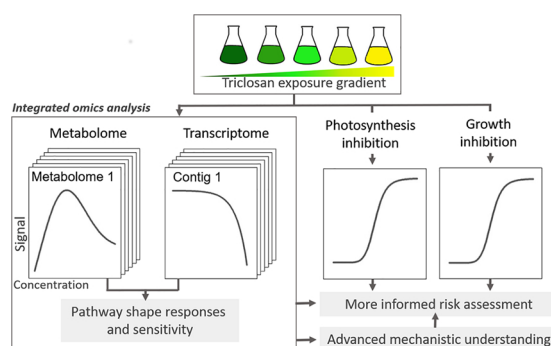 Triclosan exposure gradient
Integrated omics analysis
Metabolome
Transcriptome
Photosynthesis
inhibition
Growth
inhibition
Metabolome 1
Contig 1
Signal
Concentration
Pathway shape responses
and sensitivity
More informed risk assessment
Advanced mechanistic understanding